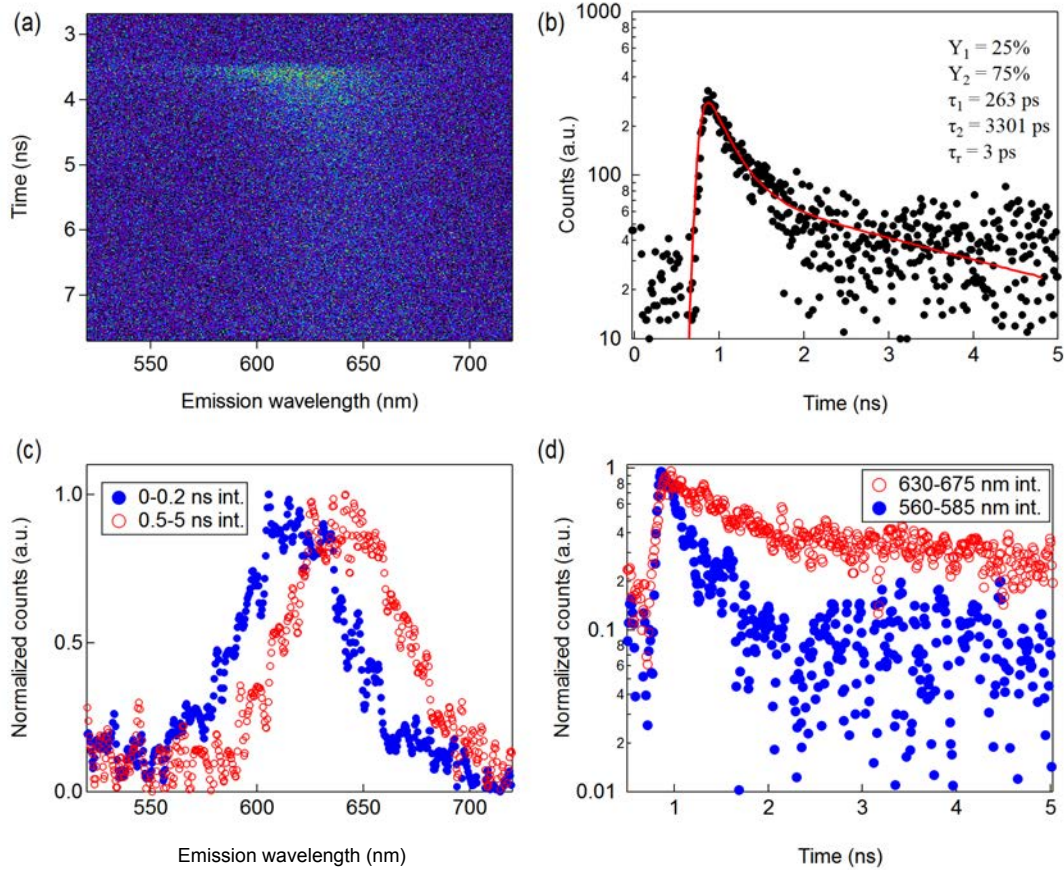 (a)
3
4
5
6
7
Time (ns)
550 600 650 700
Emission wavelength (nm)
(b)
1000
8
6
4
2
100
8
6
4
2
10
Counts (a.u.)
Y1 = 25%
Y2 = 75%
τ1 = 263 ps
τ2 = 3301 ps
τr = 3 ps
0 1 2 3 4 5
Time (ns)
(c)
1.0
0.5
0.0
Normalized counts (a.u.)
0-0.2 ns int.
0.5-5 ns int.
550 600 650 700
Emission wavelength (nm)
(d)
1
8
6
4
2
0.1
8
6
4
2
0.01
Normalized counts (a.u.)
630-675 nm int.
560-585 nm int.
1 2 3 4 5
Time (ns)